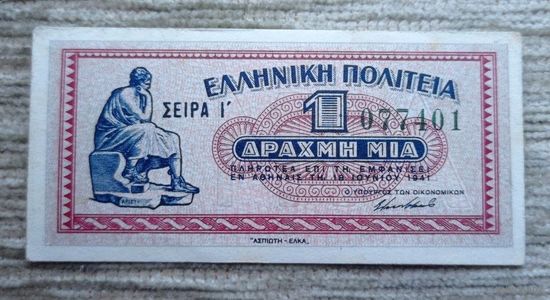 ΕΛΛΗΝΙΚΗ ΠΟΛΙΤΕΙΑ
ΣΕΙΡΑ Ι΄
1 077401
ΔΡΑΧΜΗ ΜΙΑ
ΠΛΗΡΩΤΕΑ ΕΠΙ ΤΗ ΕΜΦΑΝΙΣΕΙ
ΕΝ ΑΘΗΝΑΙΣ ΤΗ 18 ΙΟΥΝΙΟΥ 1941
Ο ΥΠΟΥΡΓΟΣ ΤΩΝ ΟΙΚΟΝΟΜΙΚΩΝ
"ΑΣΠΙΩΤΗ-ΕΛΚΑ"